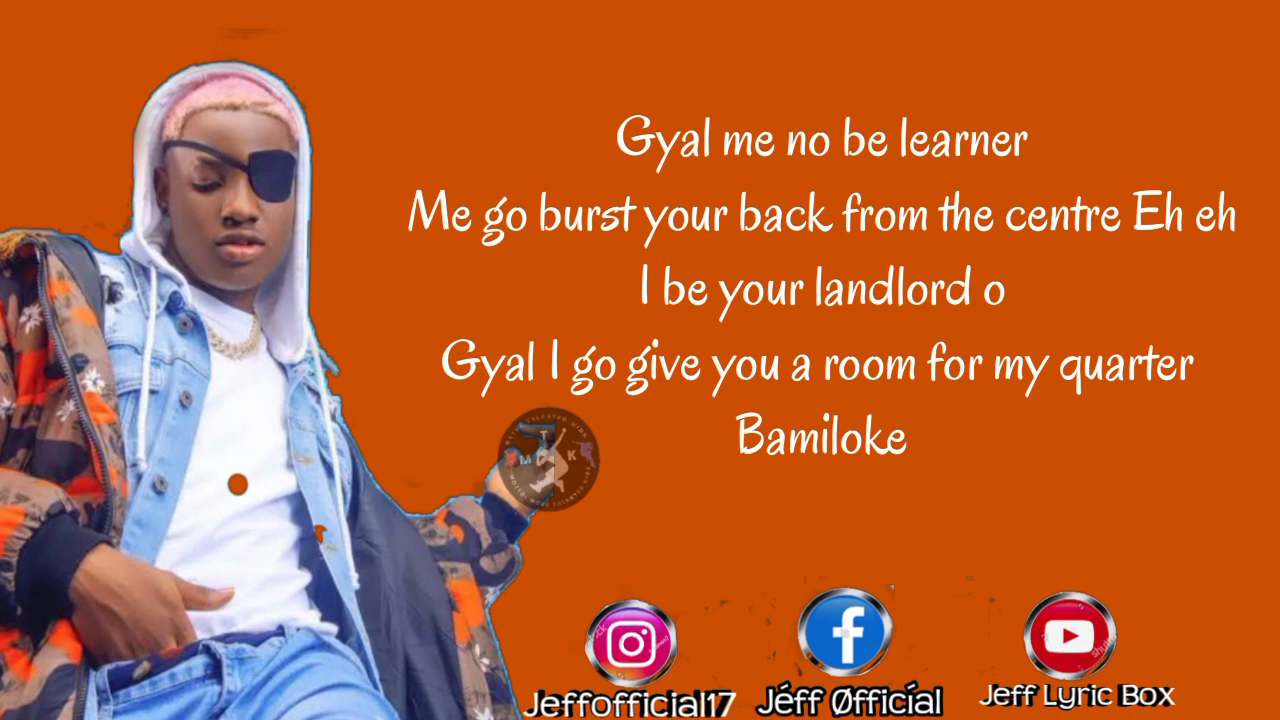 Gyal me no be learner
Me go burst your back from the centre Eh eh
I be your landlord o
Gyal I go give you a room for my quarter
Bamiloke
Jeffofficial17
Jéff Øfficíal
Jeff Lyric Box